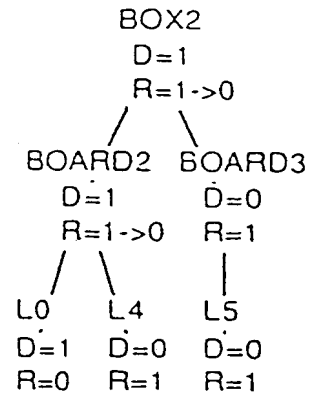 BOX2
D=1
R=1->0
BOARD2 BOARD3
D=1 D=0
R=1->0 R=1
L0 L4 L5
D=1 D=0 D=0
R=0 R=1 R=1